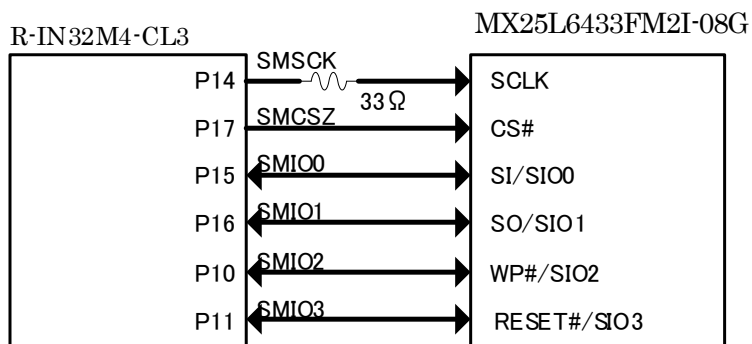 R-IN32M4-CL3
MX25L6433FM2I-08G
P14 SMSCK 33Ω SCLK
P17 SMCSZ CS#
P15 SMIO0 SI/SIO0
P16 SMIO1 SO/SIO1
P10 SMIO2 WP#/SIO2
P11 SMIO3 RESET#/SIO3